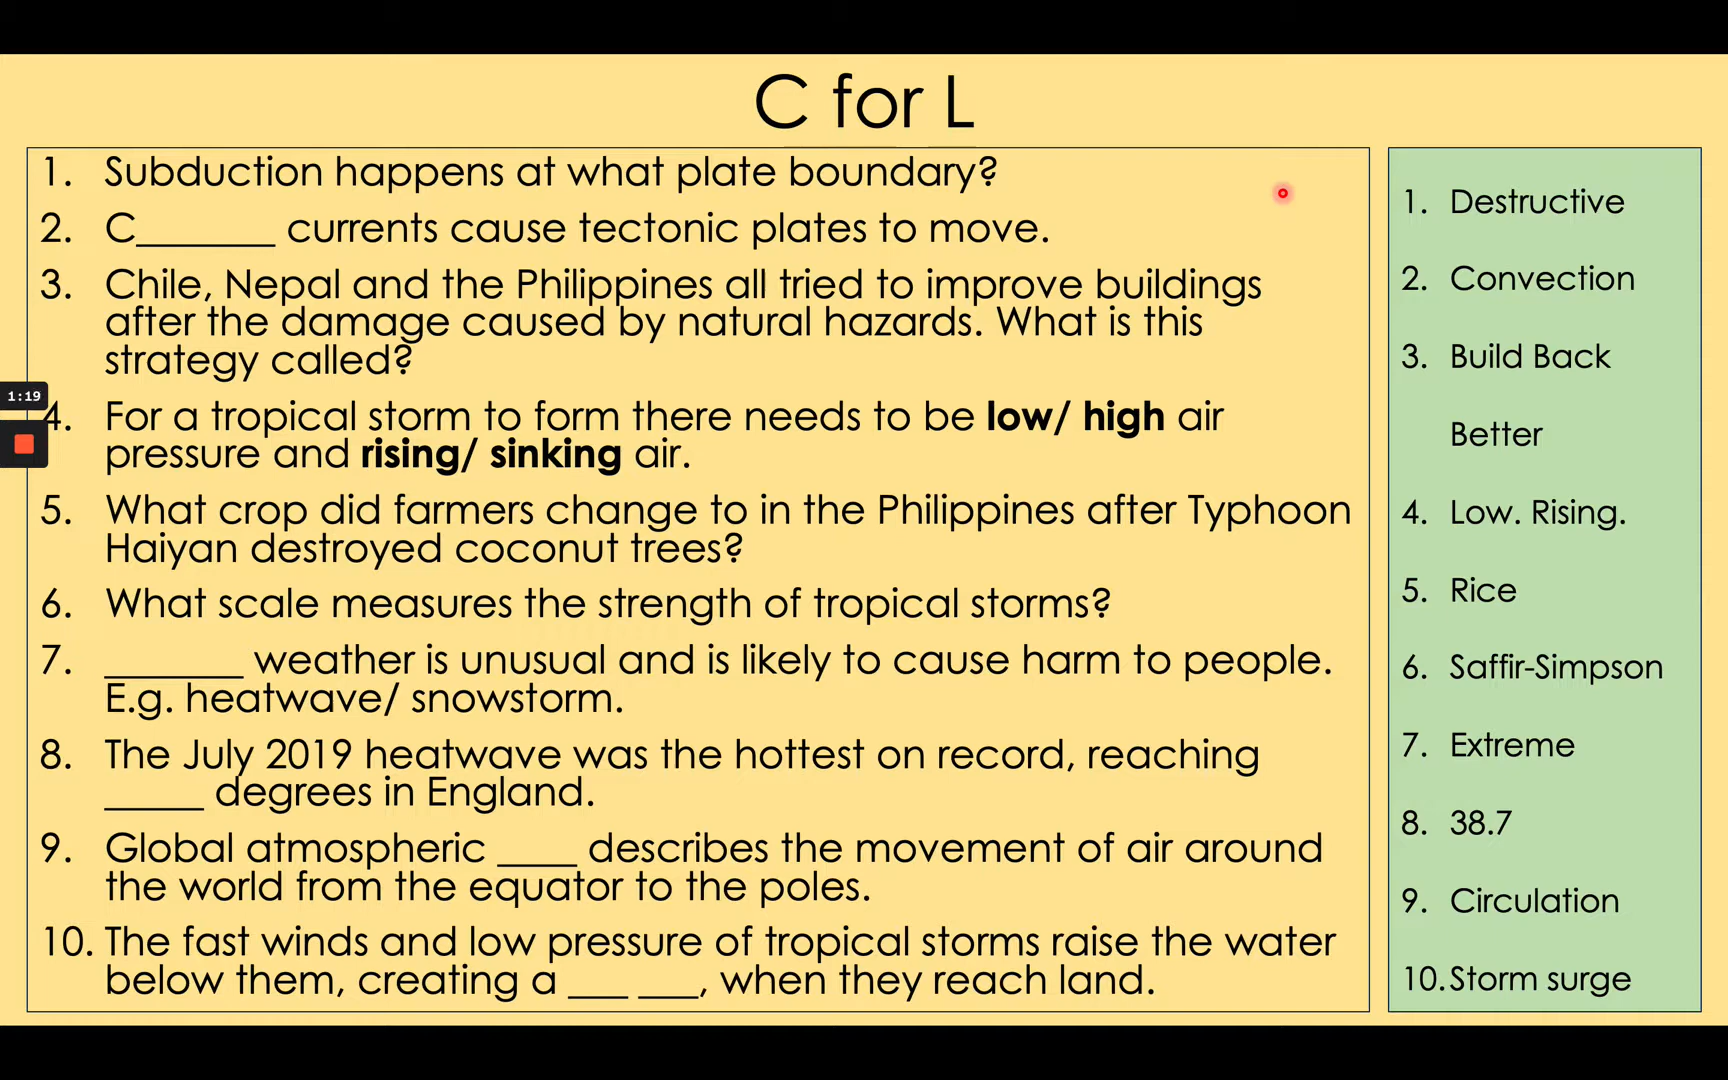 C for L
1. Subduction happens at what plate boundary?
2. C_______ currents cause tectonic plates to move.
3. Chile, Nepal and the Philippines all tried to improve buildings
after the damage caused by natural hazards. What is this
strategy called?
4. For a tropical storm to form there needs to be low/ high air
pressure and rising/ sinking air.
5. What crop did farmers change to in the Philippines after Typhoon
Haiyan destroyed coconut trees?
6. What scale measures the strength of tropical storms?
7. _______ weather is unusual and is likely to cause harm to people.
E.g. heatwave/ snowstorm.
8. The July 2019 heatwave was the hottest on record, reaching
_____ degrees in England.
9. Global atmospheric ____ describes the movement of air around
the world from the equator to the poles.
10. The fast winds and low pressure of tropical storms raise the water
below them, creating a ___ ___, when they reach land.
1. Destructive
2. Convection
3. Build Back
Better
4. Low. Rising.
5. Rice
6. Saffir-Simpson
7. Extreme
8. 38.7
9. Circulation
10. Storm surge
1:19